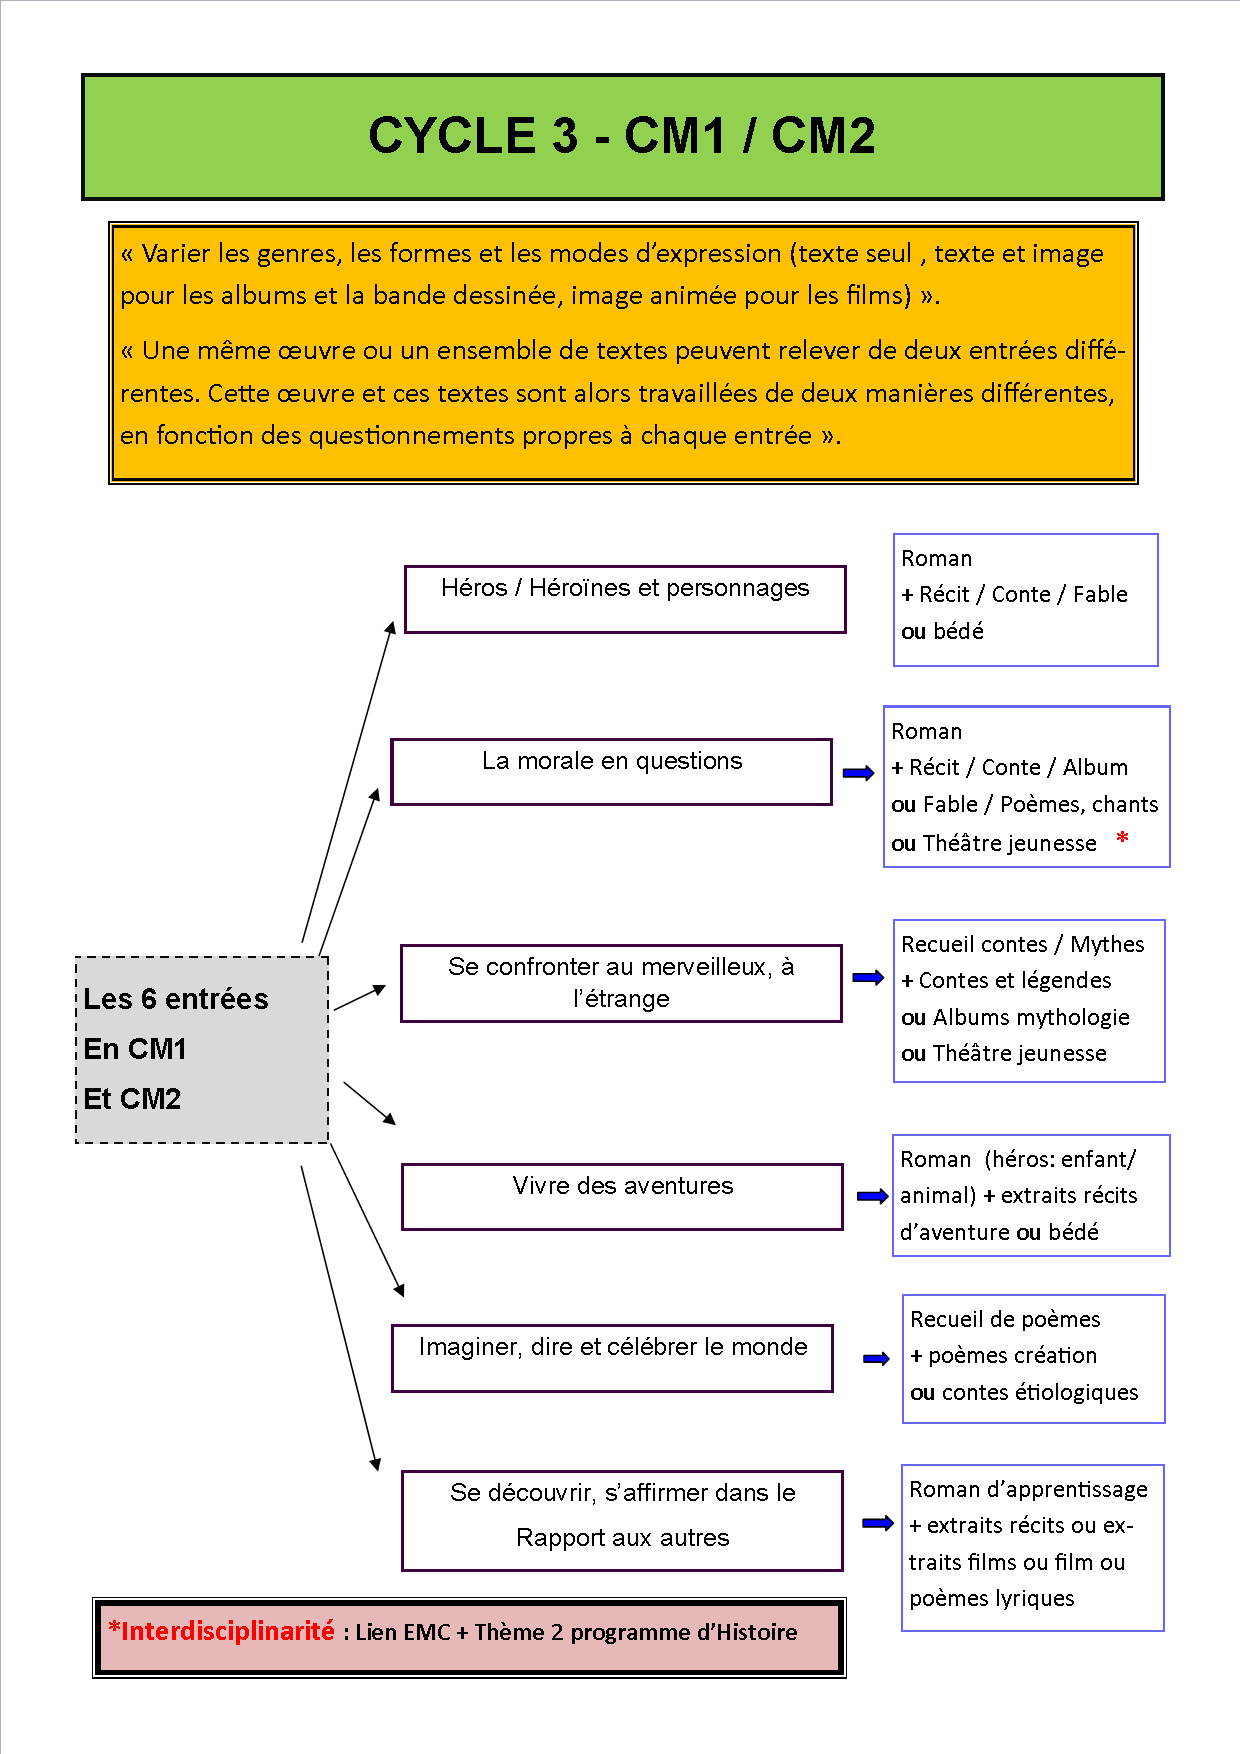 CYCLE 3 - CM1 / CM2
« Varier les genres, les formes et les modes d’expression (texte seul , texte et image
pour les albums et la bande dessinée, image animée pour les films) ».
« Une même œuvre ou un ensemble de textes peuvent relever de deux entrées diffé-
rentes. Cette œuvre et ces textes sont alors travaillées de deux manières différentes,
en fonction des questionnements propres à chaque entrée ».
Héros / Héroïnes et personnages
Roman
+ Récit / Conte / Fable
ou bédé
La morale en questions
Roman
+ Récit / Conte / Album
ou Fable / Poèmes, chants
ou Théâtre jeunesse *
Se confronter au merveilleux, à
l’étrange
Recueil contes / Mythes
+ Contes et légendes
ou Albums mythologie
ou Théâtre jeunesse
Les 6 entrées
En CM1
Et CM2
Vivre des aventures
Roman (héros: enfant/
animal) + extraits récits
d’aventure ou bédé
Imaginer, dire et célébrer le monde
Recueil de poèmes
+ poèmes création
ou contes étiologiques
Se découvrir, s’affirmer dans le
Rapport aux autres
Roman d’apprentissage
+ extraits récits ou ex-
traits films ou film ou
poèmes lyriques
*Interdisciplinarité : Lien EMC + Thème 2 programme d’Histoire